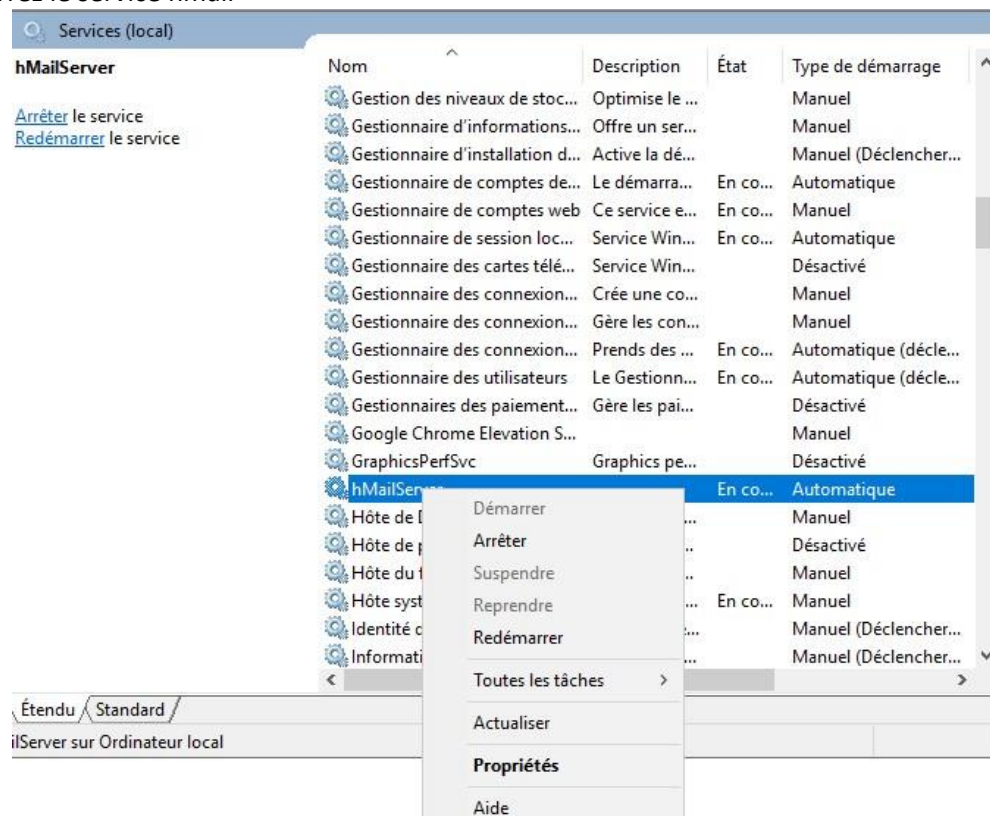 Services (local)
hMailServer
Arrêter le service
Redémarrer le service
Nom Description État Type de démarrage
Gestion des niveaux de stoc... Optimise le ... Manuel
Gestionnaire d'informations... Offre un ser... Manuel
Gestionnaire d'installation d... Active la dé... Manuel (Déclencher...
Gestionnaire de comptes de... Le démarra... En co... Automatique
Gestionnaire de comptes web Ce service e... En co... Manuel
Gestionnaire de session loc... Service Win... En co... Automatique
Gestionnaire des cartes télé... Service Win... Désactivé
Gestionnaire des connexion... Crée une co... Manuel
Gestionnaire des connexion... Gère les con... Manuel
Gestionnaire des connexion... Prends des ... En co... Automatique (décle...
Gestionnaire des utilisateurs Le Gestionn... En co... Automatique (décle...
Gestionnaires des paiement... Gère les pai... Désactivé
Google Chrome Elevation S... Manuel
GraphicsPerfSvc Graphics pe... Désactivé
hMailServer En co... Automatique
Hôte de ... Manuel
Hôte de .. Désactivé
Hôte du .. Manuel
Hôte syst ... En co... Manuel
Identité ... Manuel (Déclencher...
Informati ... Manuel (Déclencher...
Démarrer
Arrêter
Suspendre
Reprendre
Redémarrer
Toutes les tâches
Actualiser
Propriétés
Aide
Étendu Standard
ilServer sur Ordinateur local